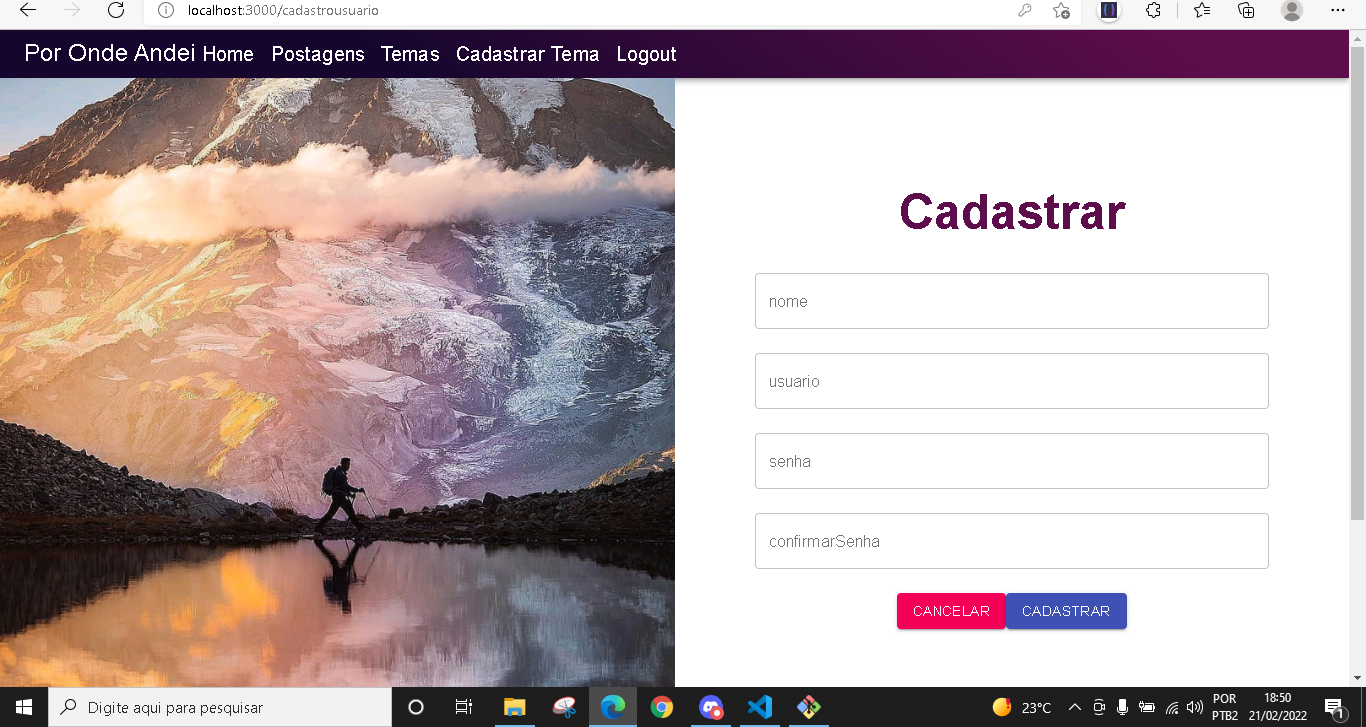 localhost:3000/cadastrousuario
Por Onde Andei Home Postagens Temas Cadastrar Tema Logout
Cadastrar
nome
usuario
senha
confirmarSenha
CANCELAR CADASTRAR
Digite aqui para pesquisar
23°C
POR
PTB2
18:50
21/02/2022
1